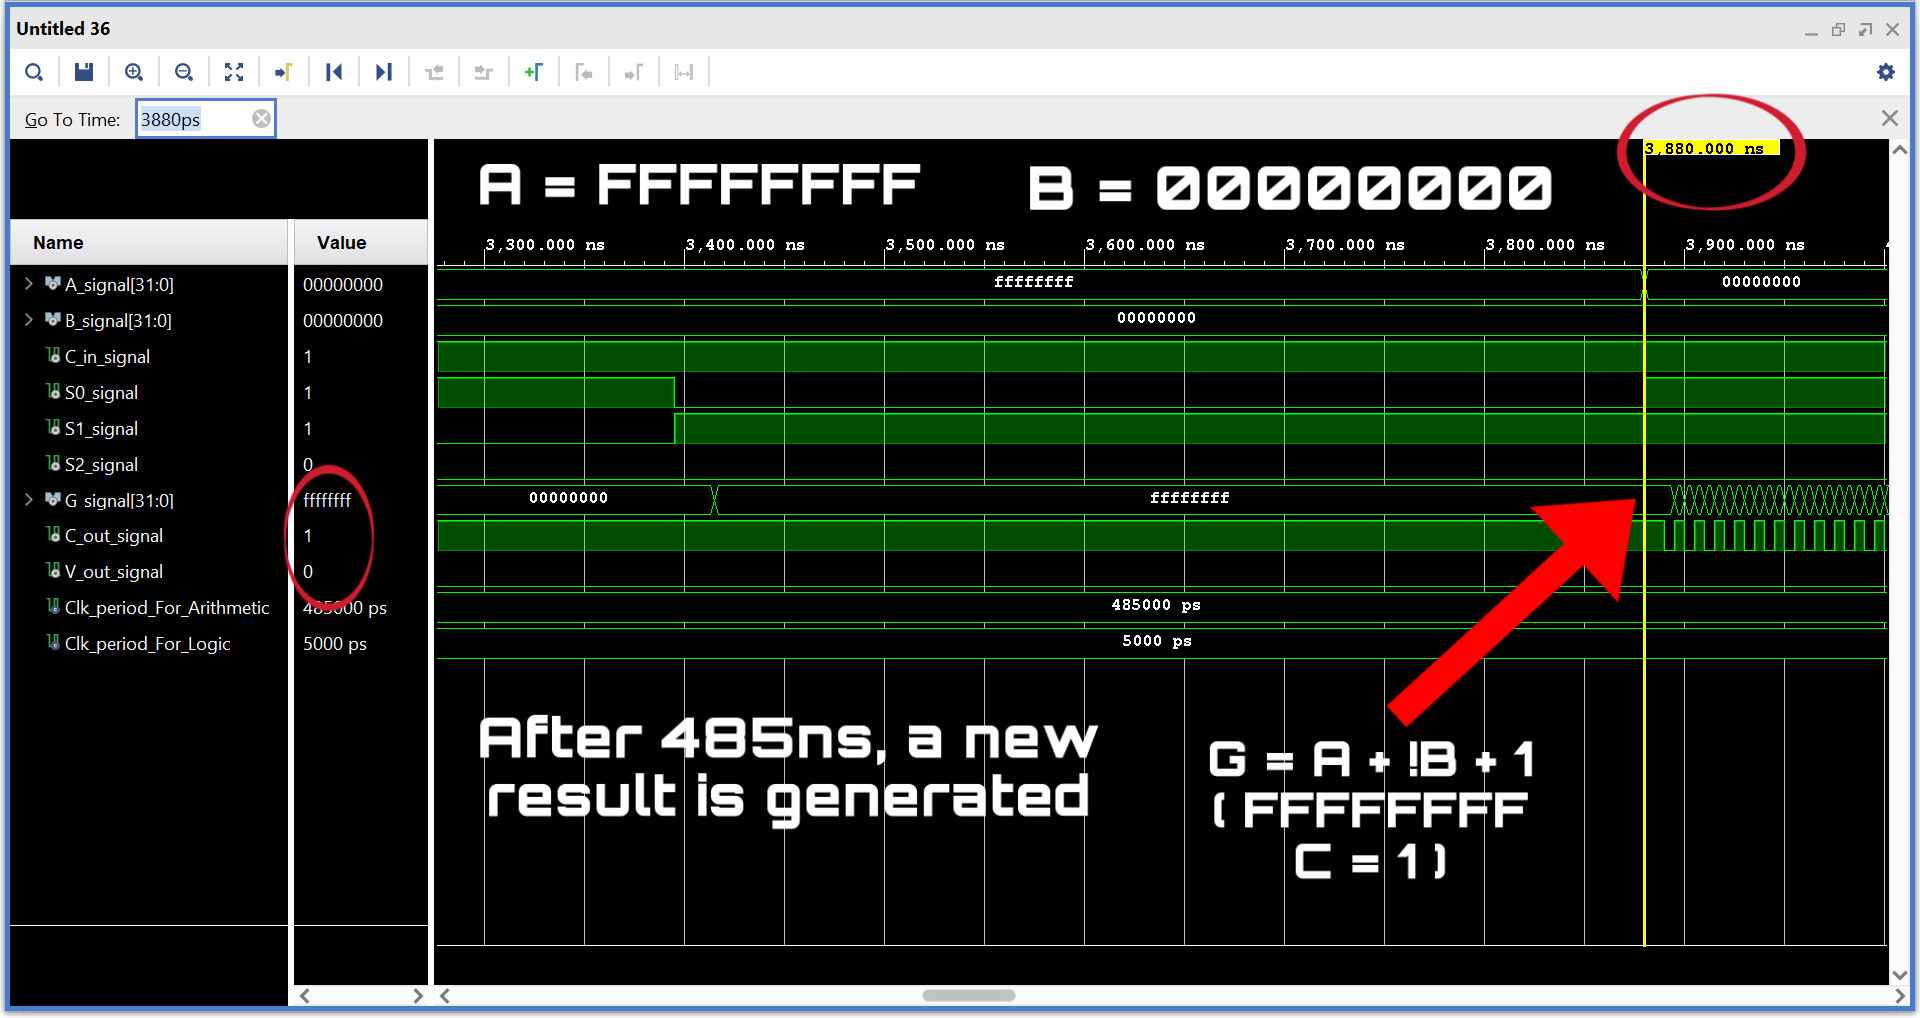 Untitled 36
Go To Time: 3880ps
3,880.000 ns
A = FFFFFFFF B = 00000000
Name Value
3,300.000 ns 3,400.000 ns 3,500.000 ns 3,600.000 ns 3,700.000 ns 3,800.000 ns 3,900.000 ns
A_signal[31:0] 00000000 ffffffff 00000000
B_signal[31:0] 00000000 00000000
C_in_signal 1
S0_signal 1
S1_signal 1
S2_signal 0
G_signal[31:0] ffffffff 00000000 ffffffff
C_out_signal 1
V_out_signal 0
Clk_period_For_Arithmetic 485000 ps 485000 ps
Clk_period_For_Logic 5000 ps 5000 ps
After 485ns, a new
result is generated
G = A + !B + 1
( FFFFFFFF
C = 1 )